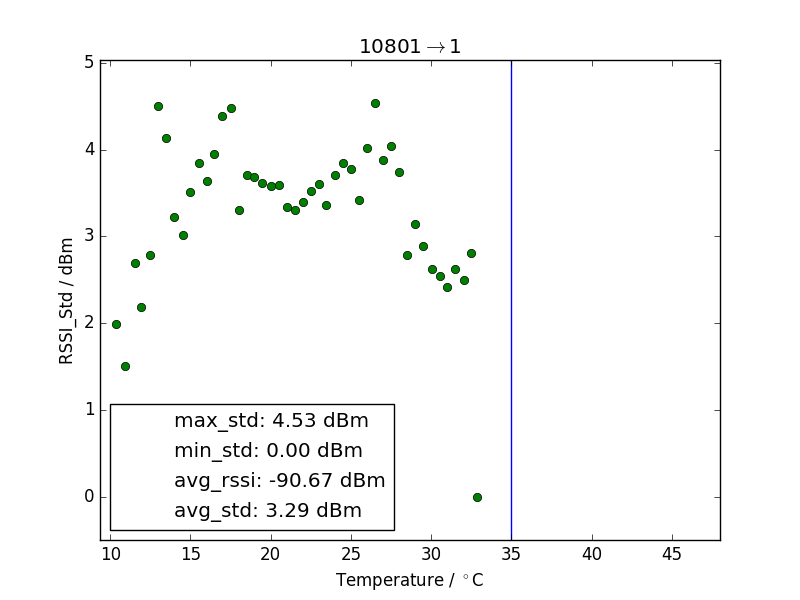 10801→1
5
4
3
2
1
0
RSSI_Std / dBm
max_std: 4.53 dBm
min_std: 0.00 dBm
avg_rssi: -90.67 dBm
avg_std: 3.29 dBm
10 15 20 25 30 35 40 45
Temperature / °C